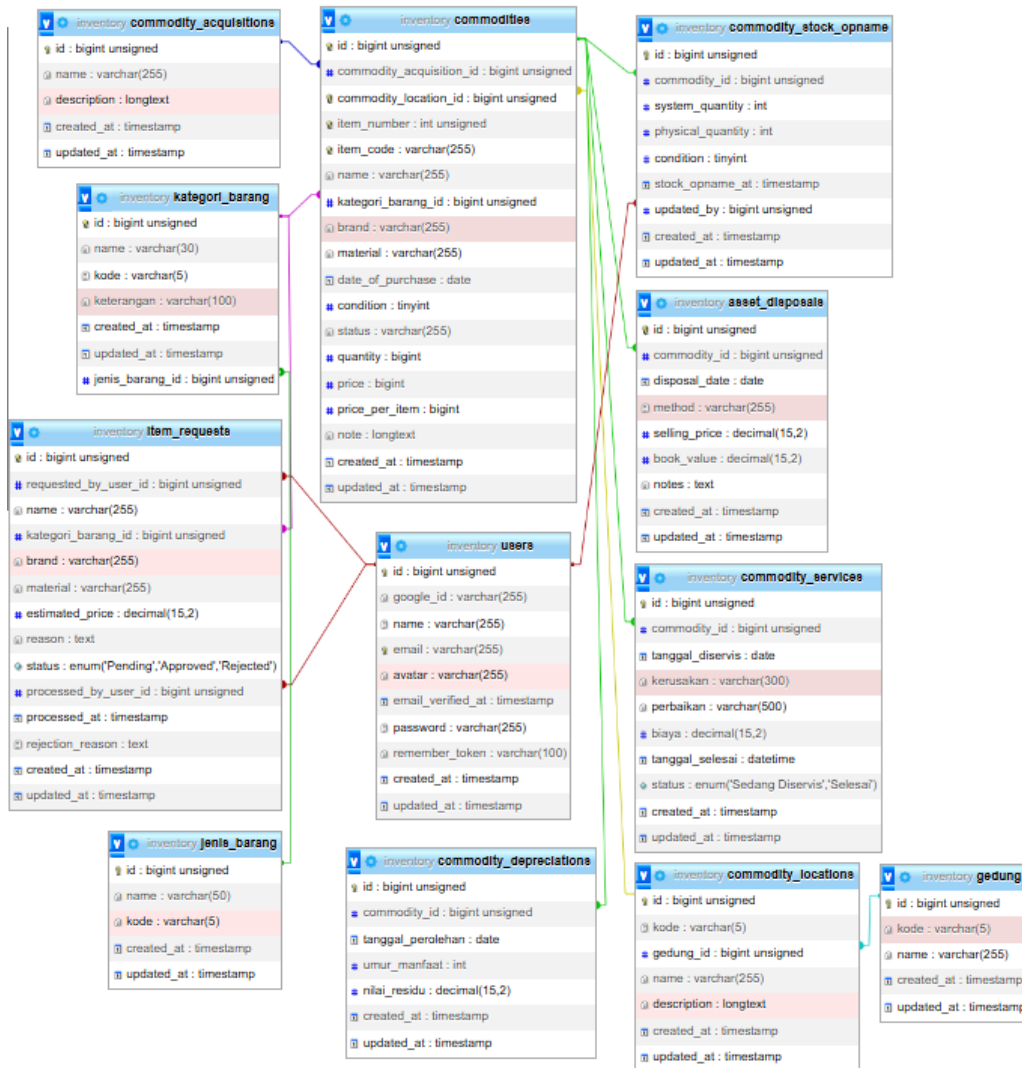 inventory commodity_acquisitions
id : bigint unsigned
name : varchar(255)
description : longtext
created_at : timestamp
updated_at : timestamp
inventory commodities
id : bigint unsigned
commodity_acquisition_id : bigint unsigned
commodity_location_id : bigint unsigned
item_number : int unsigned
item_code : varchar(255)
name : varchar(255)
kategori_barang_id : bigint unsigned
brand : varchar(255)
material : varchar(255)
date_of_purchase : date
condition : tinyint
status : varchar(255)
quantity : bigint
price : bigint
price_per_item : bigint
note : longtext
created_at : timestamp
updated_at : timestamp
inventory commodity_stock_opname
id : bigint unsigned
commodity_id : bigint unsigned
system_quantity : int
physical_quantity : int
condition : tinyint
stock_opname_at : timestamp
updated_by : bigint unsigned
created_at : timestamp
updated_at : timestamp
inventory kategori_barang
id : bigint unsigned
name : varchar(30)
kode : varchar(5)
keterangan : varchar(100)
created_at : timestamp
updated_at : timestamp
jenis_barang_id : bigint unsigned
inventory asset_disposals
id : bigint unsigned
commodity_id : bigint unsigned
disposal_date : date
method : varchar(255)
selling_price : decimal(15,2)
book_value : decimal(15,2)
notes : text
created_at : timestamp
updated_at : timestamp
inventory item_requests
id : bigint unsigned
requested_by_user_id : bigint unsigned
name : varchar(255)
kategori_barang_id : bigint unsigned
brand : varchar(255)
material : varchar(255)
estimated_price : decimal(15,2)
reason : text
status : enum('Pending','Approved','Rejected')
processed_by_user_id : bigint unsigned
processed_at : timestamp
rejection_reason : text
created_at : timestamp
updated_at : timestamp
inventory users
id : bigint unsigned
google_id : varchar(255)
name : varchar(255)
email : varchar(255)
avatar : varchar(255)
email_verified_at : timestamp
password : varchar(255)
remember_token : varchar(100)
created_at : timestamp
updated_at : timestamp
inventory commodity_services
id : bigint unsigned
commodity_id : bigint unsigned
tanggal_diservis : date
kerusakan : varchar(300)
perbaikan : varchar(500)
biaya : decimal(15,2)
tanggal_selesai : datetime
status : enum('Sedang Diservis','Selesai')
created_at : timestamp
updated_at : timestamp
inventory jenis_barang
id : bigint unsigned
name : varchar(50)
kode : varchar(5)
created_at : timestamp
updated_at : timestamp
inventory commodity_depreciations
id : bigint unsigned
commodity_id : bigint unsigned
tanggal_perolehan : date
umur_manfaat : int
nilai_residu : decimal(15,2)
created_at : timestamp
updated_at : timestamp
inventory commodity_locations
id : bigint unsigned
kode : varchar(5)
gedung_id : bigint unsigned
name : varchar(255)
description : longtext
created_at : timestamp
updated_at : timestamp
inventory gedung
id : bigint unsigned
kode : varchar(5)
name : varchar(255)
created_at : timestamp
updated_at : timestamp